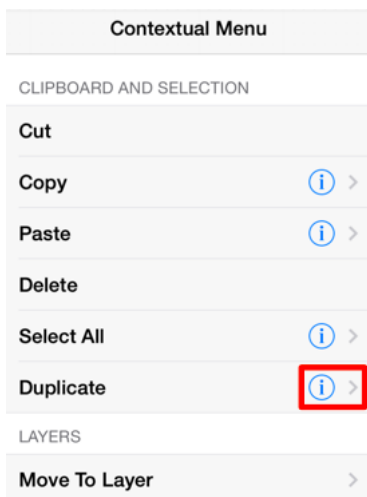 Contextual Menu
CLIPBOARD AND SELECTION
Cut
Copy
Paste
Delete
Select All
Duplicate
LAYERS
Move To Layer